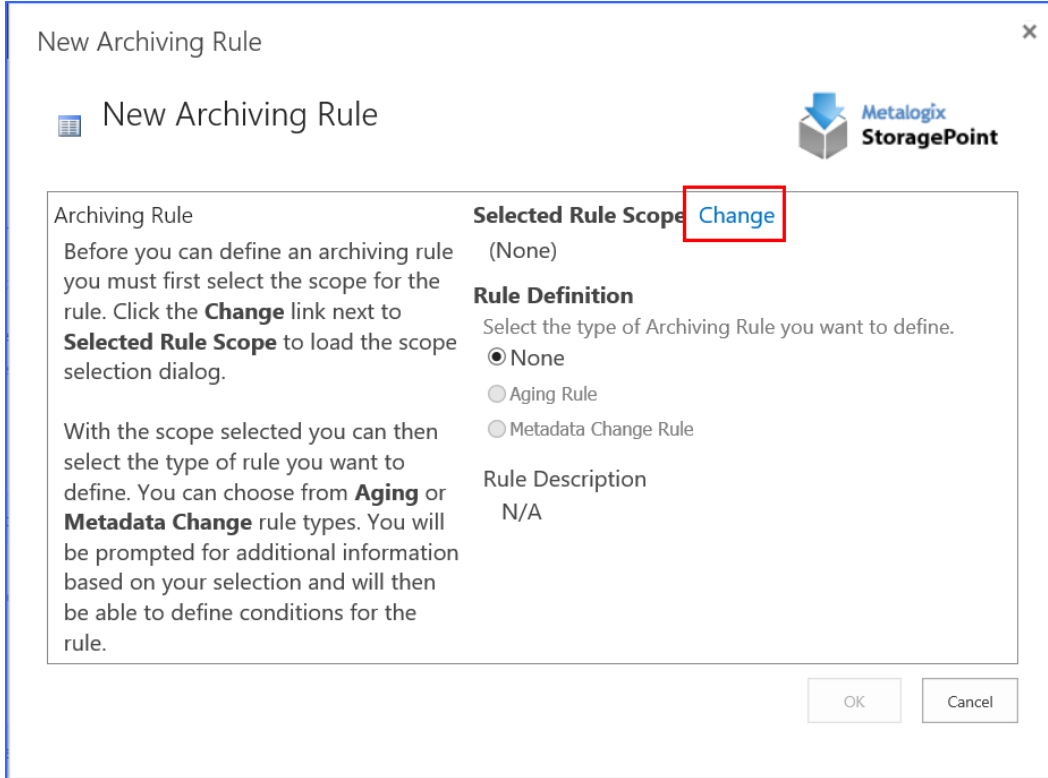 New Archiving Rule
New Archiving Rule
Metalogix
StoragePoint
Archiving Rule
Before you can define an archiving rule
you must first select the scope for the
rule. Click the Change link next to
Selected Rule Scope to load the scope
selection dialog.
With the scope selected you can then
select the type of rule you want to
define. You can choose from Aging or
Metadata Change rule types. You will
be prompted for additional information
based on your selection and will then
be able to define conditions for the
rule.
Selected Rule Scope Change
(None)
Rule Definition
Select the type of Archiving Rule you want to define.
None
Aging Rule
Metadata Change Rule
Rule Description
N/A
OK
Cancel